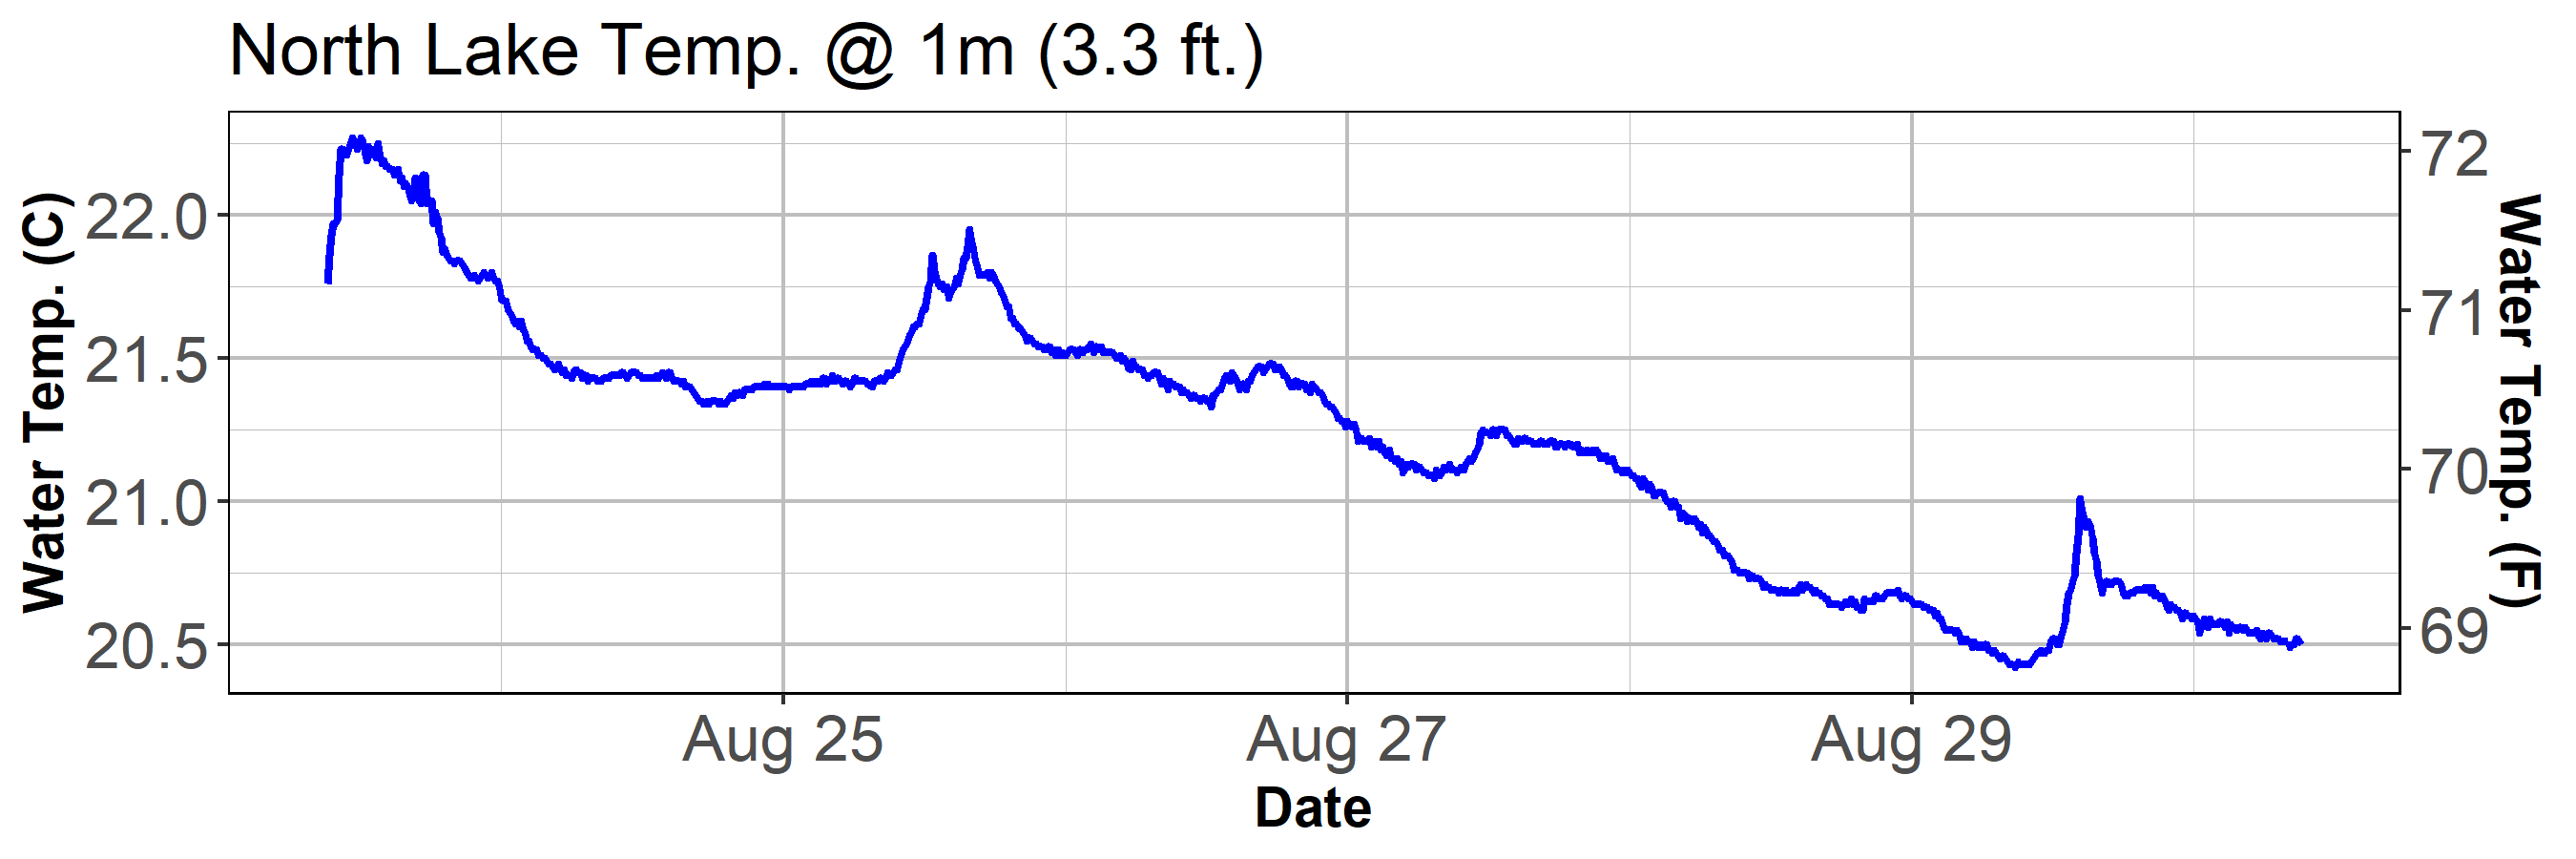 North Lake Temp. @ 1m (3.3 ft.)
Water Temp. (C)
22.0
21.5
21.0
20.5
72
71
70
69
Water Temp. (F)
Aug 25
Aug 27
Aug 29
Date